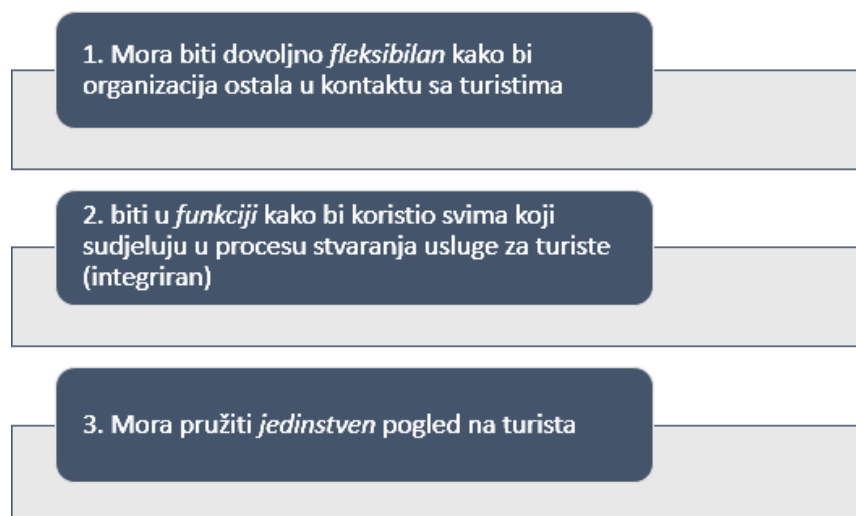 1. Mora biti dovoljno fleksibilan kako bi
organizacija ostala u kontaktu sa turistima
2. biti u funkciji kako bi koristio svima koji
sudjeluju u procesu stvaranja usluge za turiste
(integriran)
3. Mora pružiti jedinstven pogled na turista